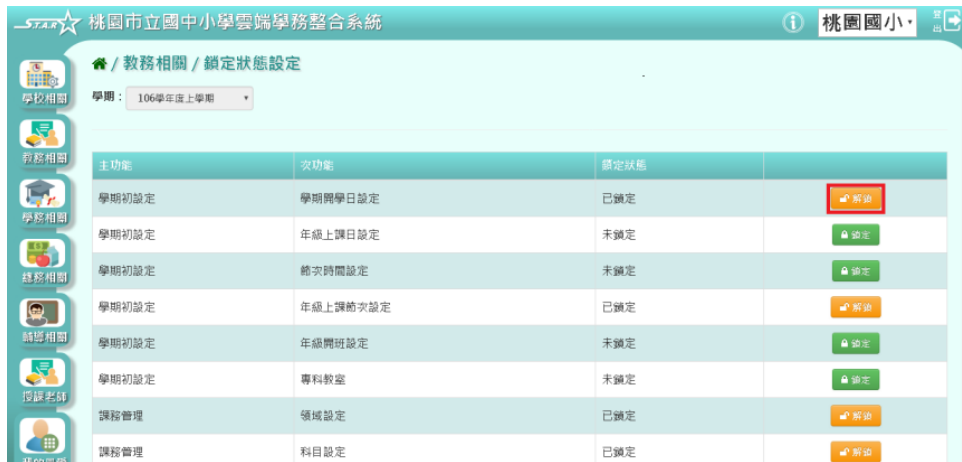 STAR 桃園市立國中小學雲端學務整合系統 桃園國小 登出
/ 教務相關 / 鎖定狀態設定
學期： 106學年度上學期
學校相關
教務相關
學務相關
總務相關
輔導相關
授課老師
主功能 次功能 鎖定狀態
學期初設定 學期開學日設定 已鎖定 解鎖
學期初設定 年級上課日設定 未鎖定 鎖定
學期初設定 節次時間設定 未鎖定 鎖定
學期初設定 年級上課節次設定 已鎖定 解鎖
學期初設定 年級開班設定 未鎖定 鎖定
學期初設定 專科教室 未鎖定 鎖定
課務管理 領域設定 已鎖定 解鎖
課務管理 科目設定 已鎖定 解鎖